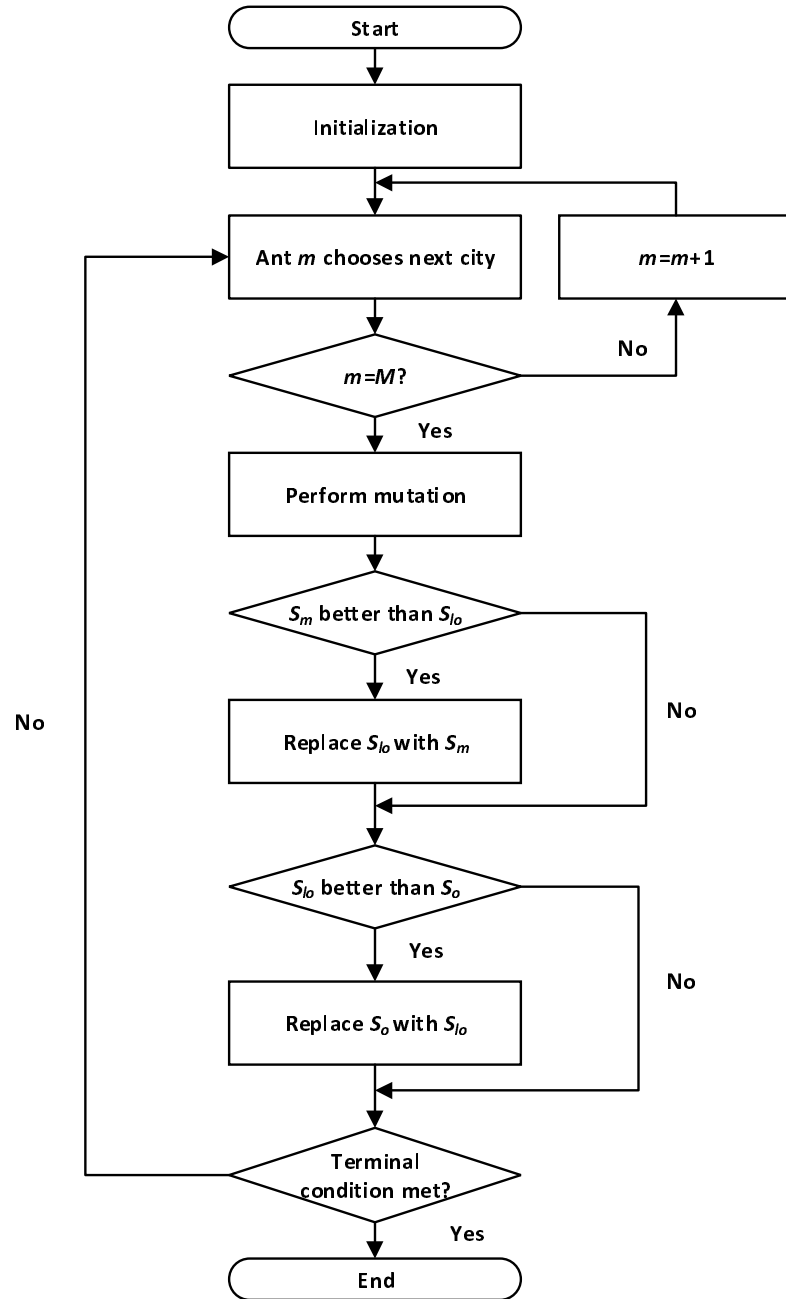 Start
Initialization
Ant m chooses next city
m=m+1
No
m=M?
Yes
Perform mutation
Sm better than Slo
Yes
No
Replace Slo with Sm
No
Slo better than So
Yes
No
Replace So with Slo
Terminal
condition met?
Yes
End